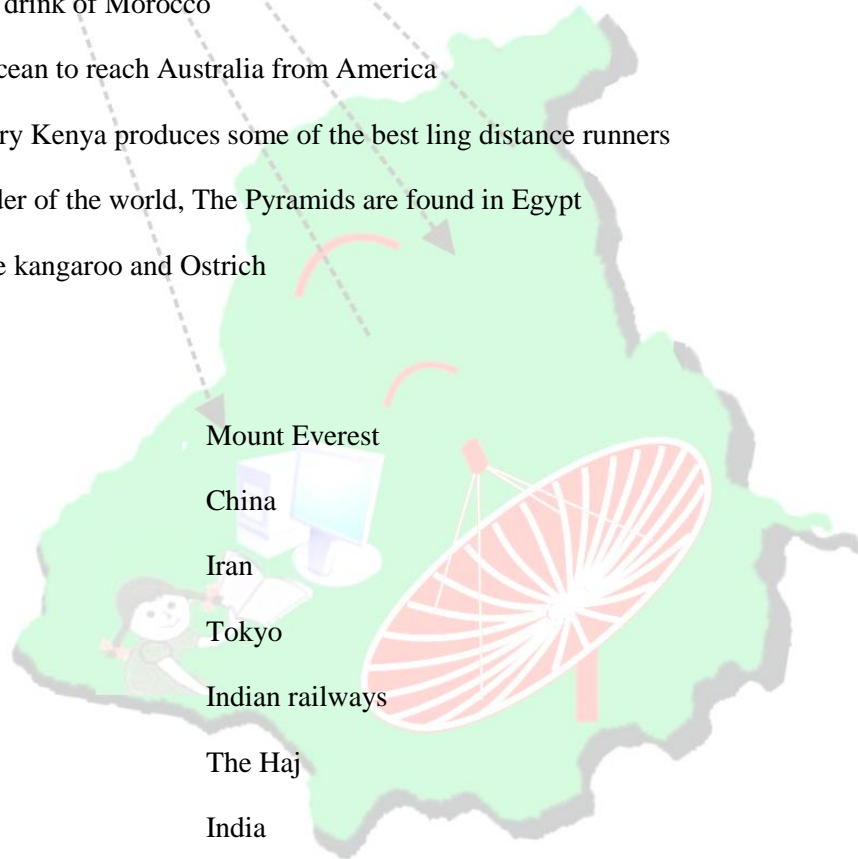 drink of Morocco
cean to reach Australia from America
ry Kenya produces some of the best ling distance runners
der of the world, The Pyramids are found in Egypt
e kangaroo and Ostrich
Mount Everest
China
Iran
Tokyo
Indian railways
The Haj
India